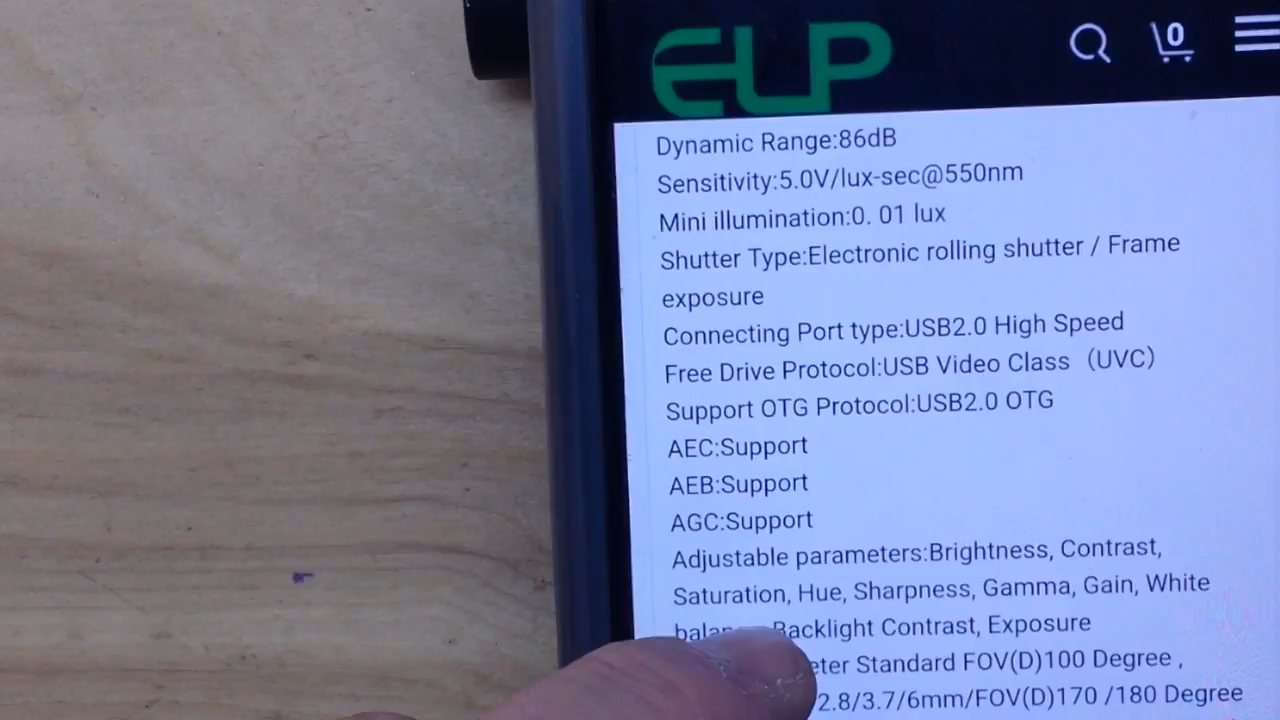 ELP
0
Dynamic Range:86dB
Sensitivity:5.0V/lux-sec@550nm
Mini illumination:0. 01 lux
Shutter Type:Electronic rolling shutter / Frame
exposure
Connecting Port type:USB2.0 High Speed
Free Drive Protocol:USB Video Class（UVC）
Support OTG Protocol:USB2.0 OTG
AEC:Support
AEB:Support
AGC:Support
Adjustable parameters:Brightness, Contrast,
Saturation, Hue, Sharpness, Gamma, Gain, White
Backlight Contrast, Exposure
Standard FOV(D)100 Degree ,
2.8/3.7/6mm/FOV(D)170 /180 Degree